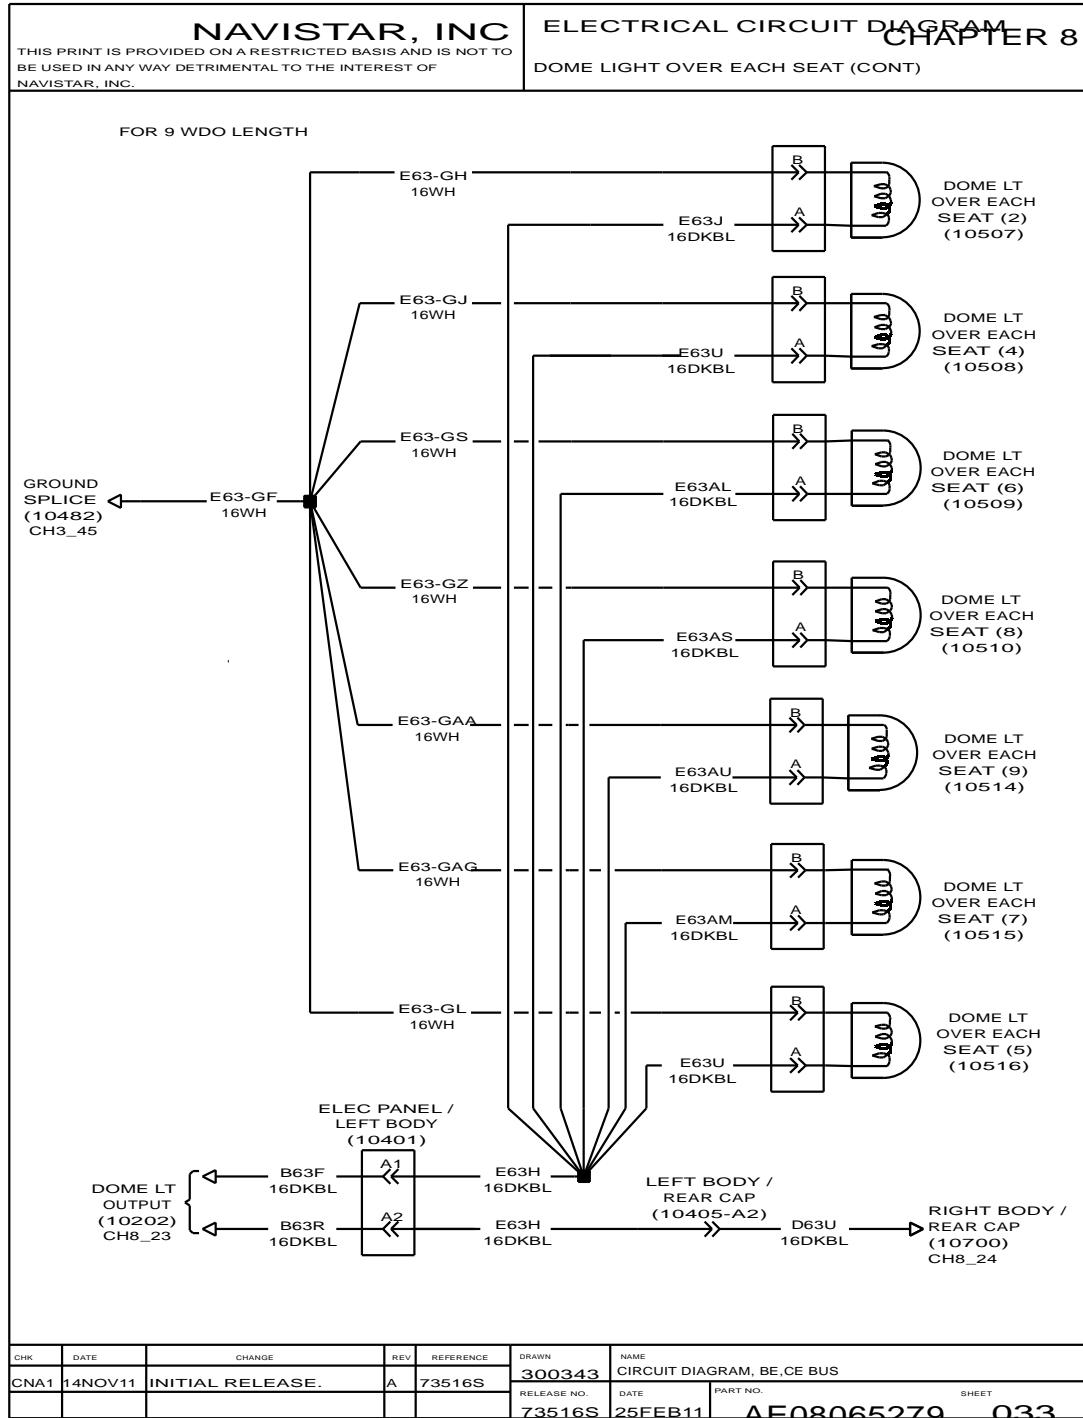 NAVISTAR, INC
THIS PRINT IS PROVIDED ON A RESTRICTED BASIS AND IS NOT TO
BE USED IN ANY WAY DETRIMENTAL TO THE INTEREST OF
NAVISTAR, INC.
ELECTRICAL CIRCUIT DIAGRAM
CHAPTER 8
DOME LIGHT OVER EACH SEAT (CONT)
FOR 9 WDO LENGTH
E63-GH
16WH
B
E63J
16DKBL
A
DOME LT
OVER EACH
SEAT (2)
(10507)
E63-GJ
16WH
B
E63U
16DKBL
A
DOME LT
OVER EACH
SEAT (4)
(10508)
E63-GS
16WH
B
E63AL
16DKBL
A
DOME LT
OVER EACH
SEAT (6)
(10509)
GROUND
SPLICE
(10482)
CH3_45
E63-GF
16WH
E63-GZ
16WH
B
E63AS
16DKBL
A
DOME LT
OVER EACH
SEAT (8)
(10510)
E63-GAA
16WH
B
E63AU
16DKBL
A
DOME LT
OVER EACH
SEAT (9)
(10514)
E63-GAG
16WH
B
E63AM
16DKBL
A
DOME LT
OVER EACH
SEAT (7)
(10515)
E63-GL
16WH
B
E63U
16DKBL
A
DOME LT
OVER EACH
SEAT (5)
(10516)
ELEC PANEL /
LEFT BODY
(10401)
DOME LT
OUTPUT
(10202)
CH8_23
B63F
16DKBL
A1
E63H
16DKBL
B63R
16DKBL
A2
E63H
16DKBL
LEFT BODY /
REAR CAP
(10405-A2)
D63U
16DKBL
RIGHT BODY /
REAR CAP
(10700)
CH8_24
CHK DATE CHANGE REV REFERENCE
CNA1 14NOV11 INITIAL RELEASE. A 73516S
DRAWN
300343
NAME
CIRCUIT DIAGRAM, BE,CE BUS
RELEASE NO.
73516S
DATE
25FEB11
PART NO.
AE08065279
SHEET
033